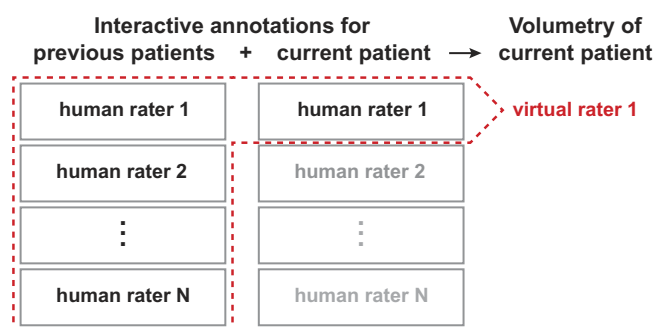 Interactive annotations for Volumetry of
previous patients + current patient → current patient
human rater 1 human rater 1 virtual rater 1
human rater 2 human rater 2
⋮ ⋮
human rater N human rater N